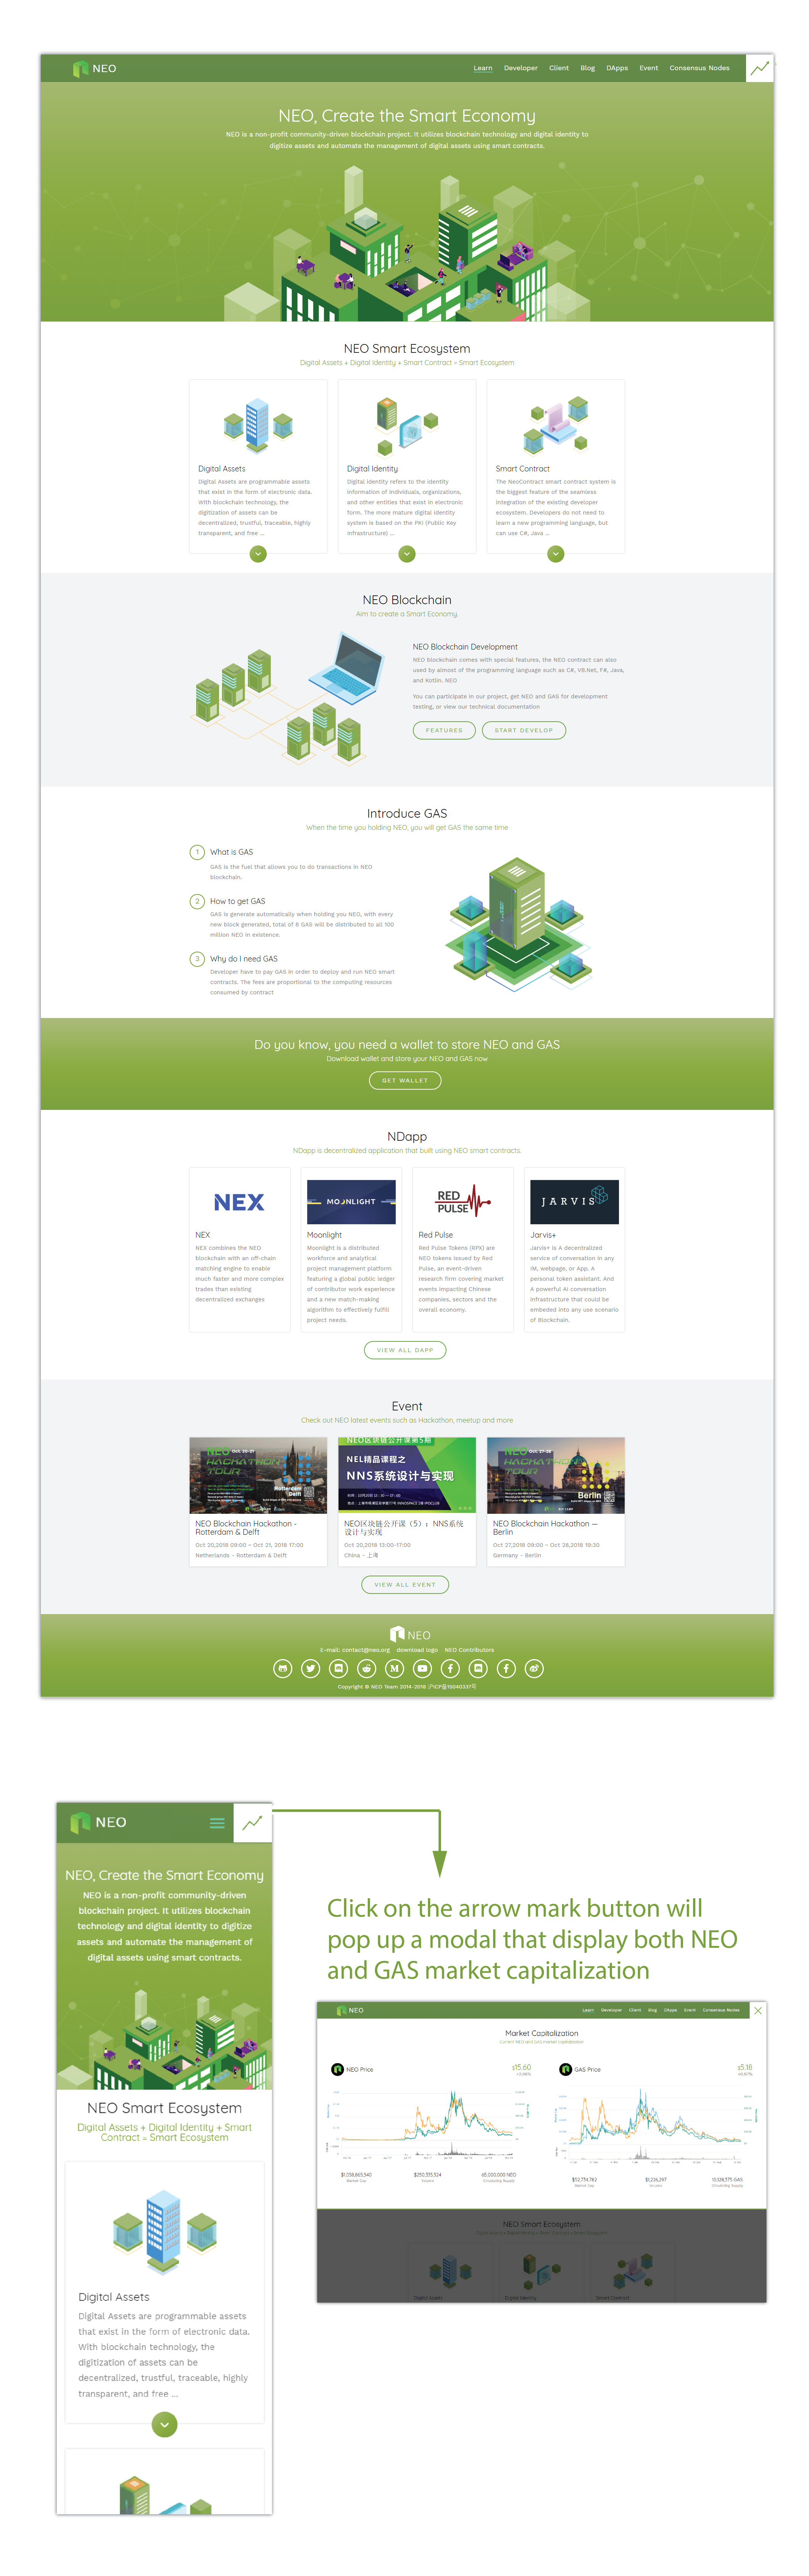 NEO
Learn Developer Client Blog DApps Event Consensus Nodes
NEO, Create the Smart Economy
NEO is a non-profit community-driven blockchain project. It utilizes blockchain technology and digital identity to
digitize assets and automate the management of digital assets using smart contracts.
NEO Smart Ecosystem
Digital Assets + Digital Identity + Smart Contract = Smart Ecosystem
Digital Assets
Digital Assets are programmable assets
that exist in the form of electronic data.
With blockchain technology, the
digitization of assets can be
decentralized, trustful, traceable, highly
transparent, and free ...
Digital Identity
Digital identity refers to the identity
information of individuals, organizations,
and other entities that exist in electronic
form. The more mature digital identity
system is based on the PKI (Public Key
Infrastructure) ...
Smart Contract
The NeoContract smart contract system is
the biggest feature of the seamless
integration of the existing developer
ecosystem. Developers do not need to
learn a new programming language, but
can use C#, Java ...
NEO Blockchain
Aim to create a Smart Economy
NEO Blockchain Development
NEO blockchain comes with special features, the NEO contract can also
used by almost of the programming language such as C#, VB.Net, F#, Java,
and Kotlin. NEO
You can participate in our project, get NEO and GAS for development
testing, or view our technical documentation
FEATURES START DEVELOP
Introduce GAS
When the time you holding NEO, you will get GAS the same time
1 What is GAS
GAS is the fuel that allows you to do transactions in NEO
blockchain.
2 How to get GAS
GAS is generate automatically when holding you NEO, with every
new block generated, total of 8 GAS will be distributed to all 100
million NEO in existence.
3 Why do I need GAS
Developer have to pay GAS in order to deploy and run NEO smart
contracts. The fees are proportional to the computing resources
consumed by contract
Do you know, you need a wallet to store NEO and GAS
Download wallet and store your NEO and GAS now
GET WALLET
NDapp
NDapp is decentralized application that built using NEO smart contracts.
NEX
NEX
NEX combines the NEO
blockchain with an off-chain
matching engine to enable
much faster and more complex
trades than existing
decentralized exchanges
MOONLIGHT
Moonlight
Moonlight is a distributed
workforce and analytical
project management platform
featuring a global public ledger
of contributor work experience
and a new match-making
algorithm to effectively fulfill
project needs.
RED
PULSE
Red Pulse
Red Pulse Tokens (RPX) are
NEO tokens issued by Red
Pulse, an event-driven
research firm covering market
events impacting Chinese
companies, sectors and the
overall economy.
JARVIS
Jarvis+
Jarvis+ is A decentralized
service of conversation in any
IM, webpage, or App. A
personal token assistant. And
A powerful AI conversation
infrastructure that could be
embeded into any use scenario
of Blockchain.
VIEW ALL DAPP
Event
Check out NEO latest events such as Hackathon, meetup and more
NEO Oct. 20-21
HACKATHON
TOUR
Rotterdam
Delft
NEO Blockchain Hackathon -
Rotterdam & Delft
Oct 20,2018 09:00 - Oct 21, 2018 17:00
Netherlands - Rotterdam & Delft
NEO区块链公开课第5期
NEL精品课程之
NNS系统设计与实现
NEO区块链公开课（5）：NNS系统
设计与实现
Oct 20,2018 13:00-17:00
China - 上海
NEO Oct. 27-28
HACKATHON
TOUR
Berlin
NEO Blockchain Hackathon —
Berlin
Oct 27,2018 09:00 - Oct 28,2018 19:30
Germany - Berlin
VIEW ALL EVENT
NEO
E-mail: contact@neo.org download logo NEO Contributors
Copyright © NEO Team 2014-2018 沪ICP备15040337号
NEO
NEO, Create the Smart Economy
NEO is a non-profit community-driven
blockchain project. It utilizes blockchain
technology and digital identity to digitize
assets and automate the management of
digital assets using smart contracts.
NEO Smart Ecosystem
Digital Assets + Digital Identity + Smart
Contract = Smart Ecosystem
Digital Assets
Digital Assets are programmable assets
that exist in the form of electronic data.
With blockchain technology, the
digitization of assets can be
decentralized, trustful, traceable, highly
transparent, and free ...
Click on the arrow mark button will
pop up a modal that display both NEO
and GAS market capitalization
NEO
Learn Developer Client Blog DApps Event Consensus Nodes
Market Capitalization
Current NEO and GAS market capitalization
NEO Price
$15.60
GAS Price
$5.18
Market Cap
65,000,000 NEO
Circulating Supply
Market Cap
Circulating Supply
NEO Smart Ecosystem
Digital Assets
Digital Identity
Smart Contract